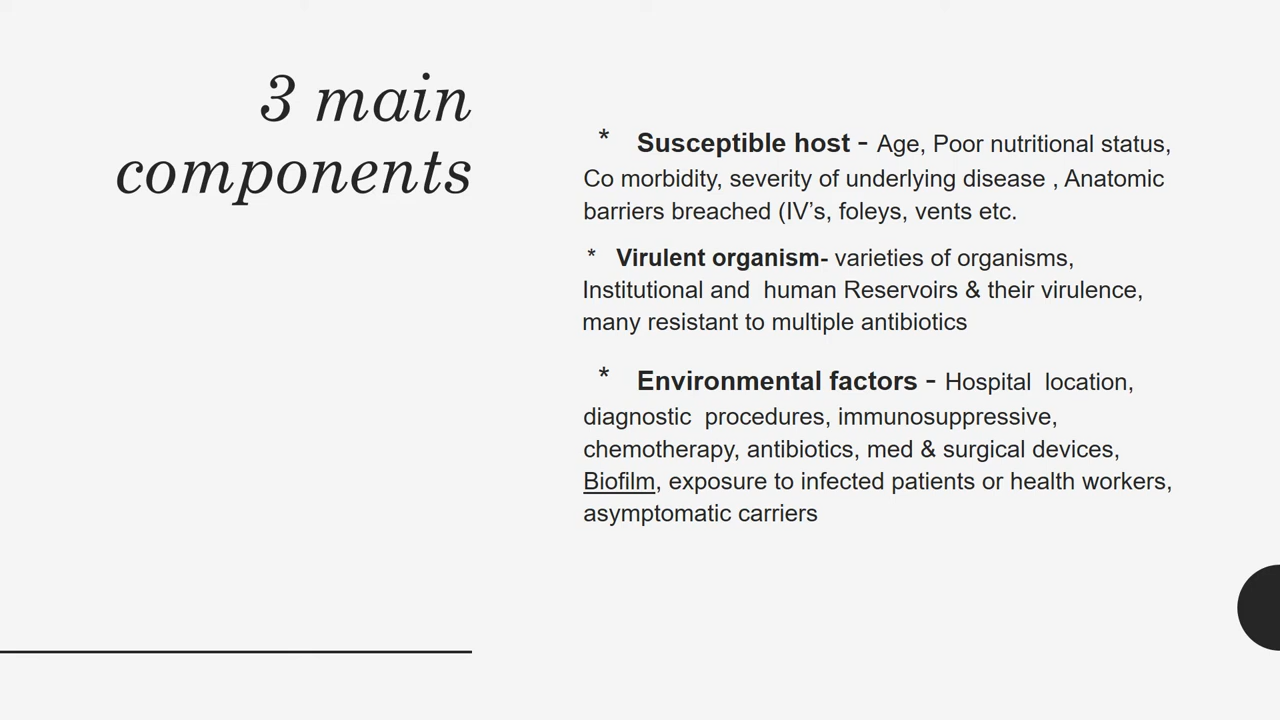 3 main
components
* Susceptible host - Age, Poor nutritional status,
Co morbidity, severity of underlying disease , Anatomic
barriers breached (IV’s, foleys, vents etc.
* Virulent organism- varieties of organisms,
Institutional and  human Reservoirs & their virulence,
many resistant to multiple antibiotics
* Environmental factors - Hospital  location,
diagnostic  procedures, immunosuppressive,
chemotherapy, antibiotics, med & surgical devices,
Biofilm, exposure to infected patients or health workers,
asymptomatic carriers